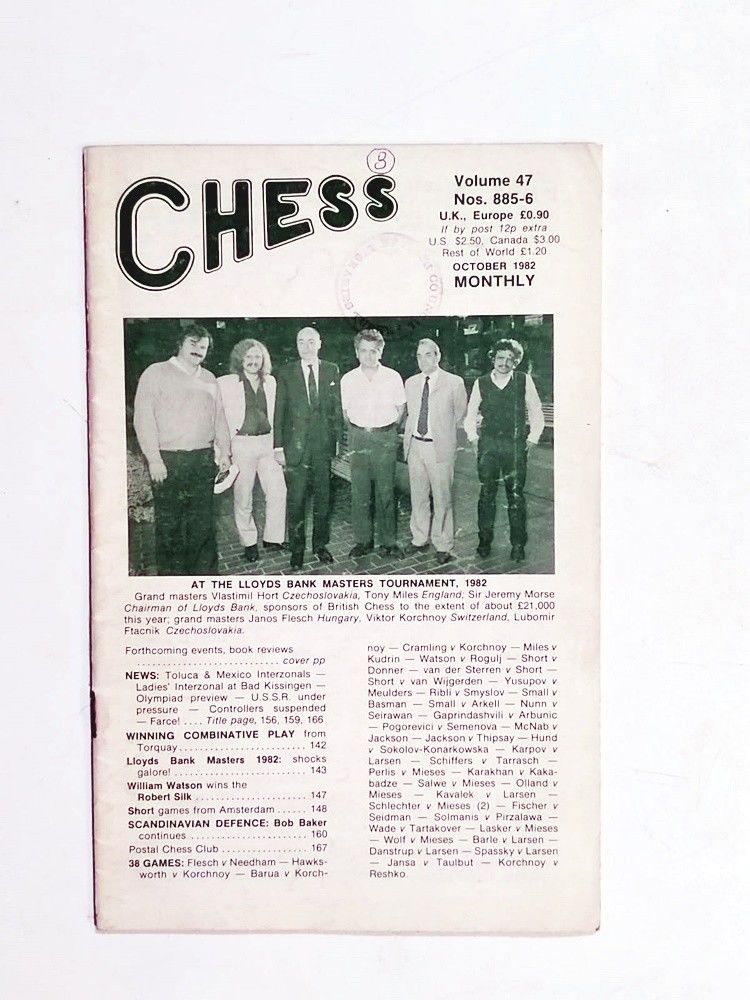 3
CHESS
Volume 47
Nos. 885-6
U.K., Europe £0.90
If by post 12p extra
U.S. $2.50, Canada $3.00
Rest of World £1.20
OCTOBER 1982
MONTHLY
AT THE LLOYDS BANK MASTERS TOURNAMENT, 1982
Grand masters Vlastimil Hort Czechoslovakia, Tony Miles England; Sir Jeremy Morse
Chairman of Lloyds Bank, sponsors of British Chess to the extent of about £21,000
this year; grand masters Janos Flesch Hungary, Viktor Korchnoy Switzerland, Lubomir
Ftacnik Czechoslovakia.
Forthcoming events, book reviews
............................ cover pp
NEWS: Toluca & Mexico Interzonals —
Ladies' Interzonal at Bad Kissingen —
Olympiad preview — U.S.S.R. under
pressure — Controllers suspended
— Farce! .... Title page, 156, 159, 166
WINNING COMBINATIVE PLAY from
Torquay......................... 142
Lloyds Bank Masters 1982: shocks
galore! .......................... 143
William Watson wins the
Robert Silk ...................... 147
Short games from Amsterdam ...... 148
SCANDINAVIAN DEFENCE: Bob Baker
continues ....................... 160
Postal Chess Club ................. 167
38 GAMES: Flesch v Needham — Hawks-
worth v Korchnoy — Barua v Korch-
noy — Cramling v Korchnoy — Miles v
Kudrin — Watson v Rogulj — Short v
Donner — van der Sterren v Short —
Short v van Wijgerden — Yusupov v
Meulders — Ribli v Smyslov — Small v
Basman — Small v Arkell — Nunn v
Seirawan — Gaprindashvili v Arbunic
— Pogorevici v Semenova — McNab v
Jackson — Jackson v Thipsay — Hund
v Sokolov-Konarkowska — Karpov v
Larsen — Schiffers v Tarrasch —
Perlis v Mieses — Karakhan v Kaka-
badze — Salwe v Mieses — Olland v
Mieses — Kavalek v Larsen —
Schlechter v Mieses (2) — Fischer v
Seidman — Solmanis v Pirzalawa —
Wade v Tartakover — Lasker v Mieses
— Wolf v Mieses — Barle v Larsen —
Danstrup v Larsen — Spassky v Larsen
— Jansa v Taulbut — Korchnoy v
Reshko.